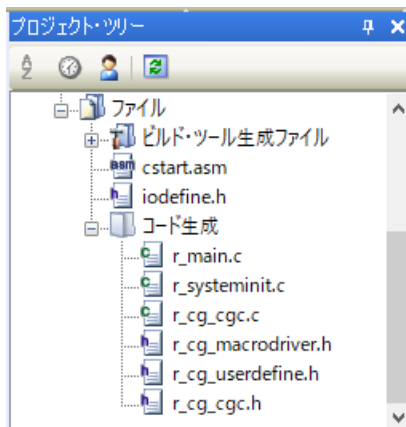 プロジェクト・ツリー
ファイル
ビルド・ツール生成ファイル
asm cstart.asm
h iodefine.h
コード生成
c r_main.c
c r_systeminit.c
c r_cg_cgc.c
h r_cg_macrodriver.h
h r_cg_userdefine.h
h r_cg_cgc.h